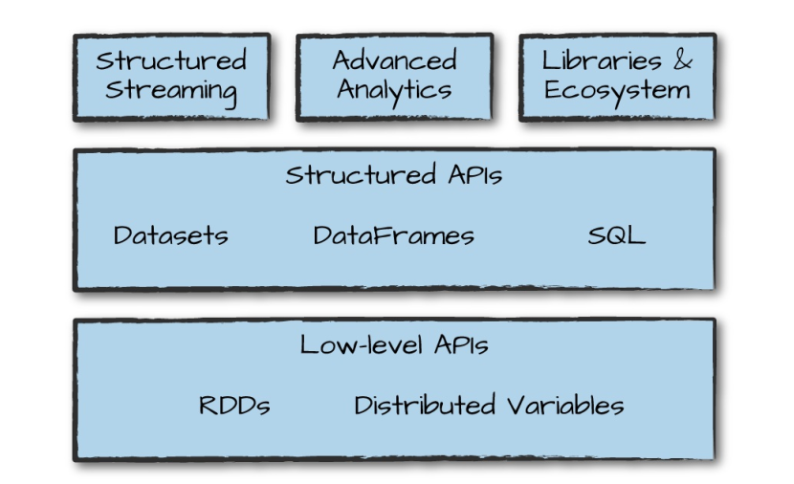 Structured
Streaming
Advanced
Analytics
Libraries &
Ecosystem
Structured APIs
Datasets DataFrames SQL
Low-level APIs
RDDs Distributed Variables